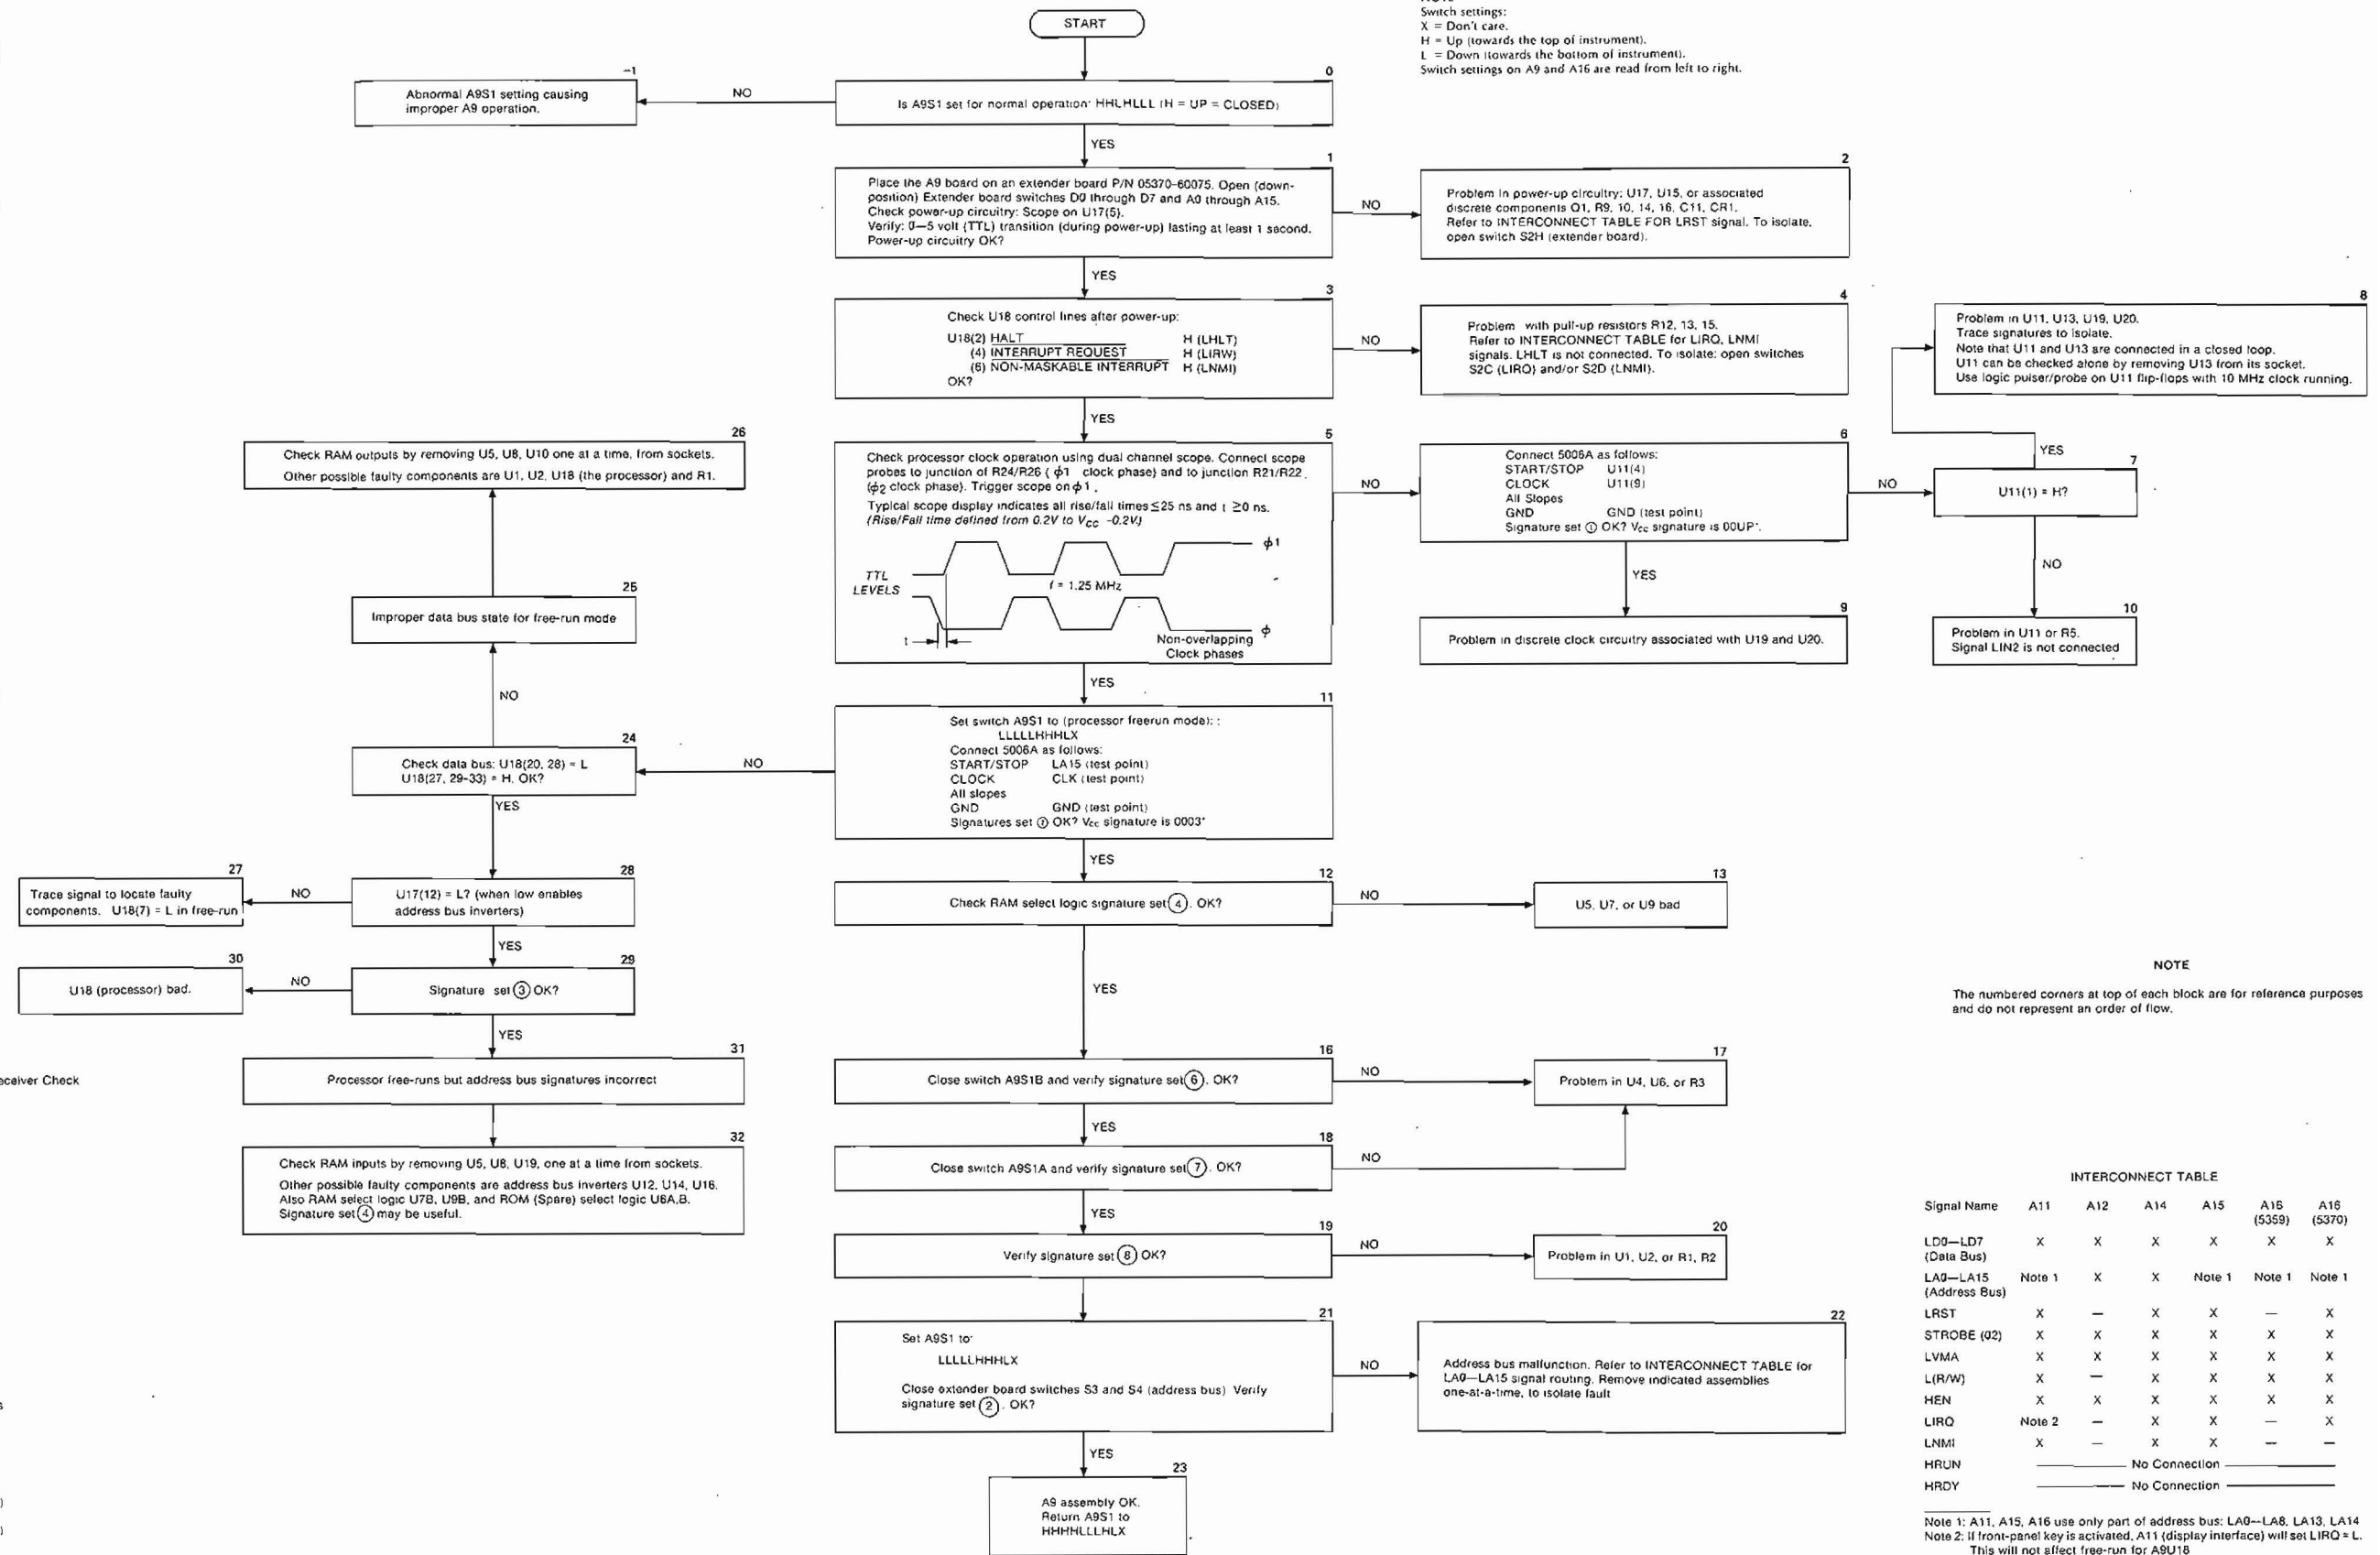 START
NOTE
Switch settings:
X = Don't care.
H = Up (towards the top of instrument).
L = Down (towards the bottom of instrument).
Switch settings on A9 and A16 are read from left to right.
-1
Abnormal A9S1 setting causing
improper A9 operation.
NO
0
Is A9S1 set for normal operation: HHLHLLL (H = UP = CLOSED)
YES
1
Place the A9 board on an extender board P/N 05370-60075. Open (down-
position) Extender board switches D0 through D7 and A0 through A15.
Check power-up circuitry: Scope on U17(5).
Verify: 0—5 volt (TTL) transition (during power-up) lasting at least 1 second.
Power-up circuitry OK?
NO
2
Problem in power-up circuitry: U17, U15, or associated
discrete components Q1, R9, 10, 14, 16, C11, CR1.
Refer to INTERCONNECT TABLE FOR LRST signal. To isolate,
open switch S2H (extender board).
YES
3
Check U18 control lines after power-up:
U18(2) HALT H (LHLT)
(4) INTERRUPT REQUEST H (LIRW)
(6) NON-MASKABLE INTERRUPT H (LNMI)
OK?
NO
4
Problem with pull-up resistors R12, 13, 15.
Refer to INTERCONNECT TABLE for LIRQ, LNMI
signals. LHLT is not connected. To isolate: open switches
S2C (LIRQ) and/or S2D (LNMI).
8
Problem in U11, U13, U19, U20.
Trace signatures to isolate.
Note that U11 and U13 are connected in a closed loop.
U11 can be checked alone by removing U13 from its socket.
Use logic pulser/probe on U11 flip-flops with 10 MHz clock running.
YES
26
Check RAM outputs by removing U5, U8, U10 one at a time, from sockets.
Other possible faulty components are U1, U2, U18 (the processor) and R1.
5
Check processor clock operation using dual channel scope. Connect scope
probes to junction of R24/R26 ( ϕ1 clock phase) and to junction R21/R22
(ϕ2 clock phase). Trigger scope on ϕ1.
Typical scope display indicates all rise/fall times ≤25 ns and t ≥0 ns.
(Rise/Fall time defined from 0.2V to VCC -0.2V.)
ϕ1
TTL
LEVELS
f = 1.25 MHz
ϕ
t
Non-overlapping
Clock phases
NO
6
Connect 5006A as follows:
START/STOP U11(4)
CLOCK U11(9)
All Slopes
GND GND (test point)
Signature set ① OK? Vcc signature is 00UP*.
NO
YES
7
U11(1) = H?
NO
YES
9
Problem in discrete clock circuitry associated with U19 and U20.
10
Problem in U11 or R5.
Signal LIN2 is not connected
25
Improper data bus state for free-run mode
NO
YES
11
Set switch A9S1 to (processor freerun mode): :
LLLLLHHHLX
Connect 5006A as follows:
START/STOP LA15 (test point)
CLOCK CLK (test point)
All slopes
GND GND (test point)
Signatures set ② OK? Vcc signature is 0003*
NO
24
Check data bus: U18(20, 28) = L
U18(27, 29-33) = H, OK?
YES
YES
27
Trace signal to locate faulty
components. U18(7) = L in free-run
NO
28
U17(12) = L? (when low enables
address bus inverters)
12
Check RAM select logic signature set ④. OK?
NO
13
U5, U7, or U9 bad
YES
30
U18 (processor) bad.
NO
29
Signature set ③ OK?
YES
YES
NOTE
The numbered corners at top of each block are for reference purposes
and do not represent an order of flow.
31
Processor free-runs but address bus signatures incorrect
eceiver Check
16
Close switch A9S1B and verify signature set ⑥. OK?
NO
17
Problem in U4, U6, or R3
YES
32
Check RAM inputs by removing U5, U8, U19, one at a time from sockets.
Other possible faulty components are address bus inverters U12, U14, U16.
Also RAM select logic U7B, U9B, and ROM (Spare) select logic U6A,B.
Signature set ④ may be useful.
18
Close switch A9S1A and verify signature set ⑦. OK?
NO
YES
19
Verify signature set ⑧ OK?
NO
20
Problem in U1, U2, or R1, R2
21
Set A9S1 to:
LLLLLHHHLX
Close extender board switches S3 and S4 (address bus) Verify
signature set ②. OK?
NO
22
Address bus malfunction. Refer to INTERCONNECT TABLE for
LA0—LA15 signal routing. Remove indicated assemblies
one-at-a-time, to isolate fault
YES
23
A9 assembly OK.
Return A9S1 to
HHHHLLLHLX
INTERCONNECT TABLE
Signal Name A11 A12 A14 A15 A16 (5359) A16 (5370)
LD0—LD7 (Data Bus) X X X X X X
LA0—LA15 (Address Bus) Note 1 X X Note 1 Note 1 Note 1
LRST X — X X — X
STROBE (02) X X X X X X
LVMA X X X X X X
L(R/W) X — X X X X
HEN X X X X X X
LIRQ Note 2 — X X — X
LNMI X — X X — —
HRUN No Connection
HRDY No Connection
Note 1: A11, A15, A16 use only part of address bus: LA0—LA8, LA13, LA14
Note 2: If front-panel key is activated, A11 (display interface) will set LIRQ = L.
This will not affect free-run for A9U18